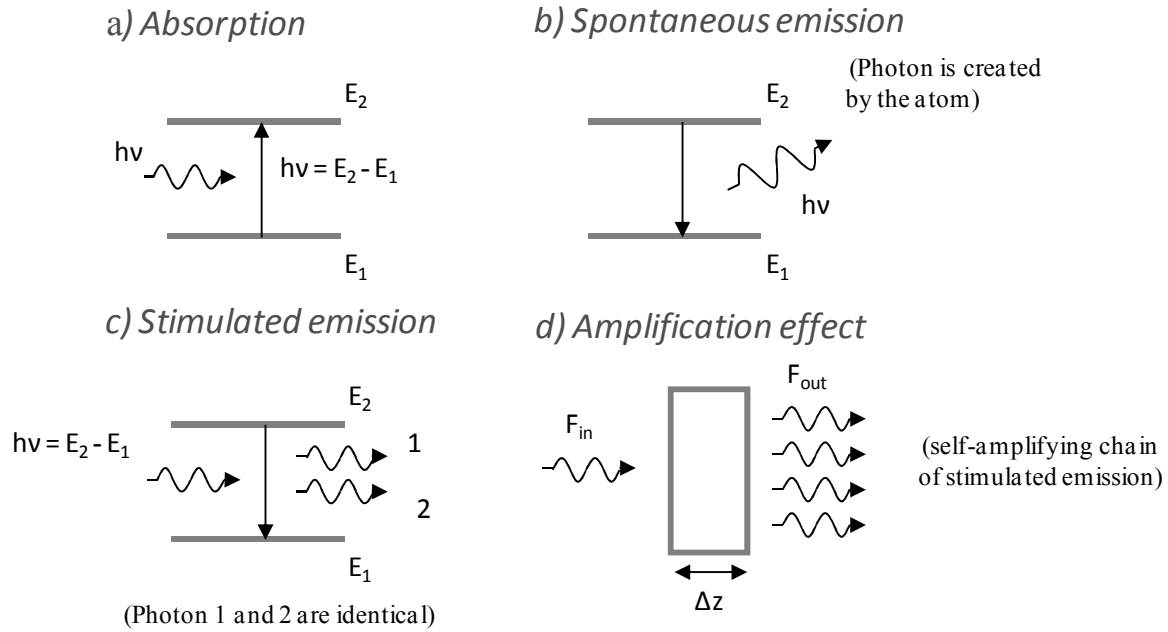 a) Absorption
E₂
hν
hν = E₂ - E₁
E₁
b) Spontaneous emission
(Photon is created
by the atom)
E₂
hν
E₁
c) Stimulated emission
E₂
hν = E₂ - E₁
1
2
E₁
(Photon 1 and 2 are identical)
d) Amplification effect
F_out
F_in
(self-amplifying chain
of stimulated emission)
Δz